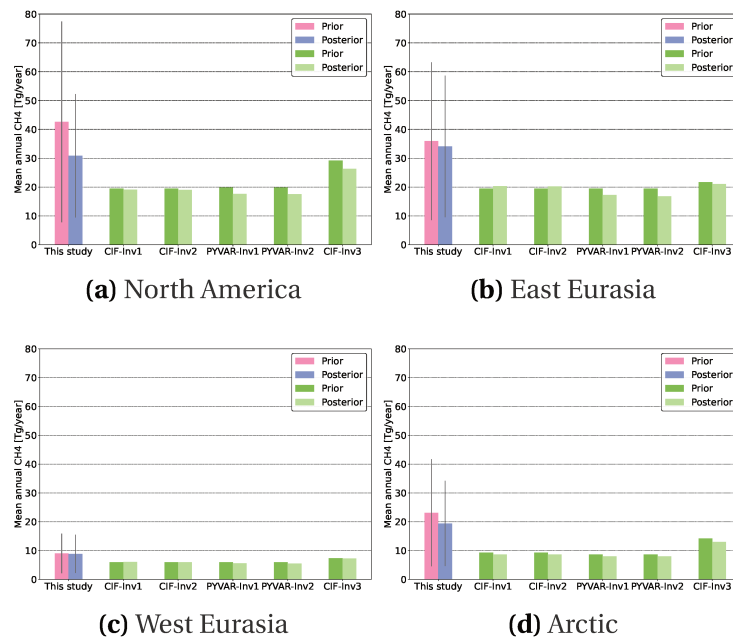 80
70
60
50
40
30
20
10
0
Mean annual CH4 [Tg/year]
Prior
Posterior
Prior
Posterior
This study CIF-Inv1 CIF-Inv2 PYVAR-Inv1 PYVAR-Inv2 CIF-Inv3
(a) North America
80
70
60
50
40
30
20
10
0
Mean annual CH4 [Tg/year]
Prior
Posterior
Prior
Posterior
This study CIF-Inv1 CIF-Inv2 PYVAR-Inv1 PYVAR-Inv2 CIF-Inv3
(b) East Eurasia
80
70
60
50
40
30
20
10
0
Mean annual CH4 [Tg/year]
Prior
Posterior
Prior
Posterior
This study CIF-Inv1 CIF-Inv2 PYVAR-Inv1 PYVAR-Inv2 CIF-Inv3
(c) West Eurasia
80
70
60
50
40
30
20
10
0
Mean annual CH4 [Tg/year]
Prior
Posterior
Prior
Posterior
This study CIF-Inv1 CIF-Inv2 PYVAR-Inv1 PYVAR-Inv2 CIF-Inv3
(d) Arctic